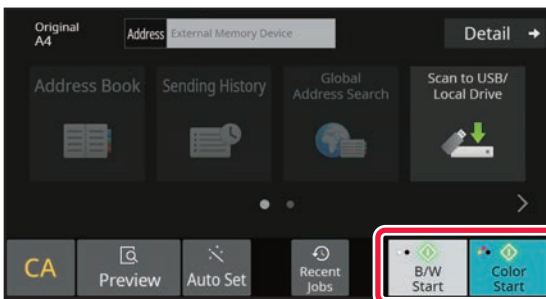 Original
A4
Address External Memory Device
Detail
Address Book
Sending History
Global
Address Search
Scan to USB/
Local Drive
CA
Preview
Auto Set
Recent
Jobs
B/W
Start
Color
Start